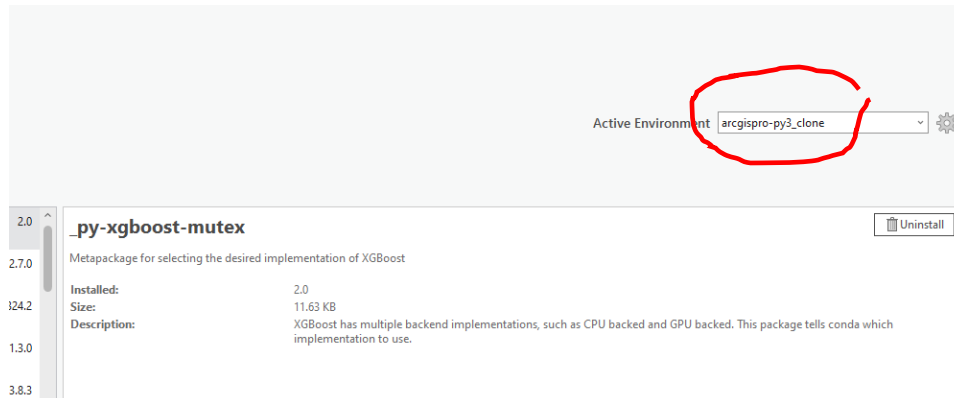 Active Environment arcgispro-py3_clone
2.0
_py-xgboost-mutex
Uninstall
2.7.0
Metapackage for selecting the desired implementation of XGBoost
Installed: 2.0
Size: 11.63 KB
324.2
Description: XGBoost has multiple backend implementations, such as CPU backed and GPU backed. This package tells conda which
implementation to use.
1.3.0
3.8.3